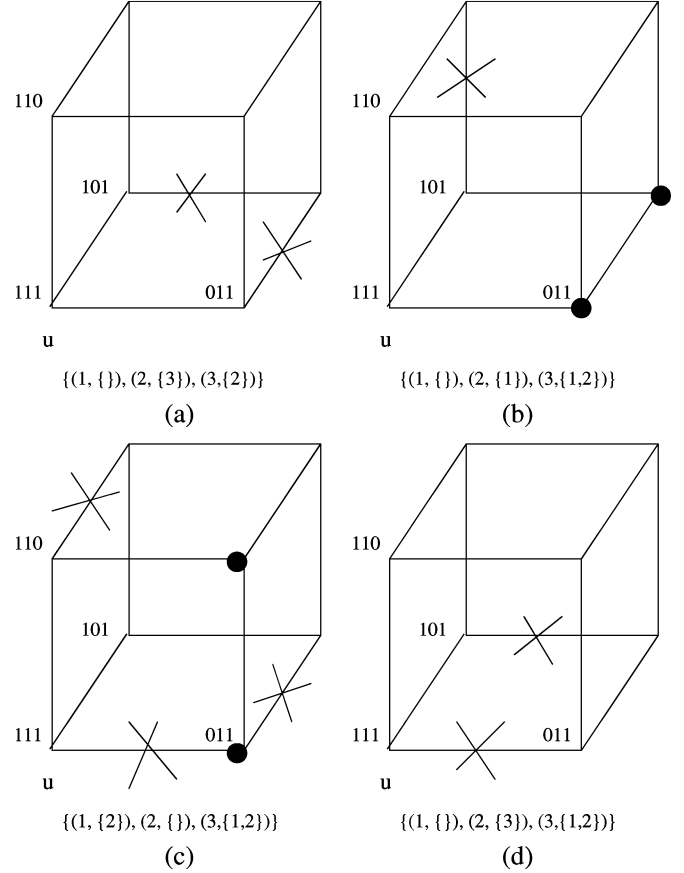 110
110
101
101
111
011
111
011
u
u
{(1, {}), (2, {3}), (3,{2})}
{(1, {}), (2, {1}), (3,{1,2})}
(a)
(b)
110
110
101
101
111
011
111
011
u
u
{(1, {2}), (2, {}), (3,{1,2})}
{(1, {}), (2, {3}), (3,{1,2})}
(c)
(d)